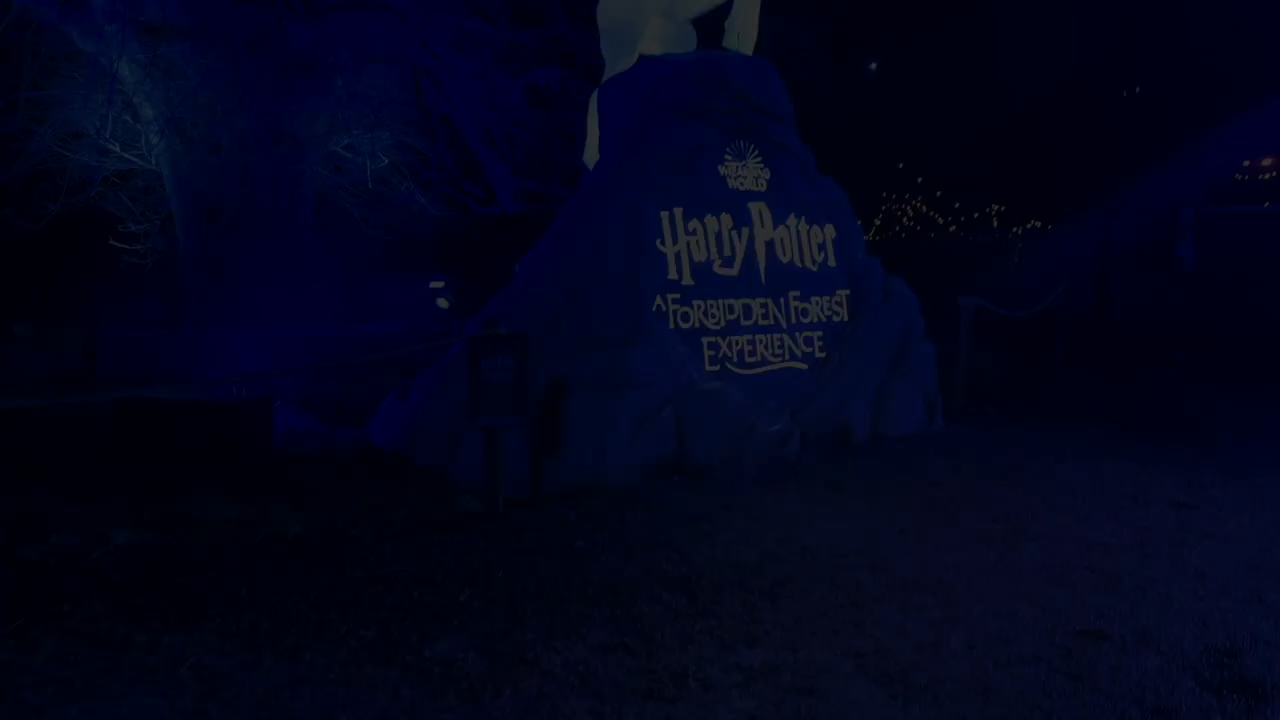 WIZARDING
WORLD
Harry Potter
A FORBIDDEN FOREST
EXPERIENCE